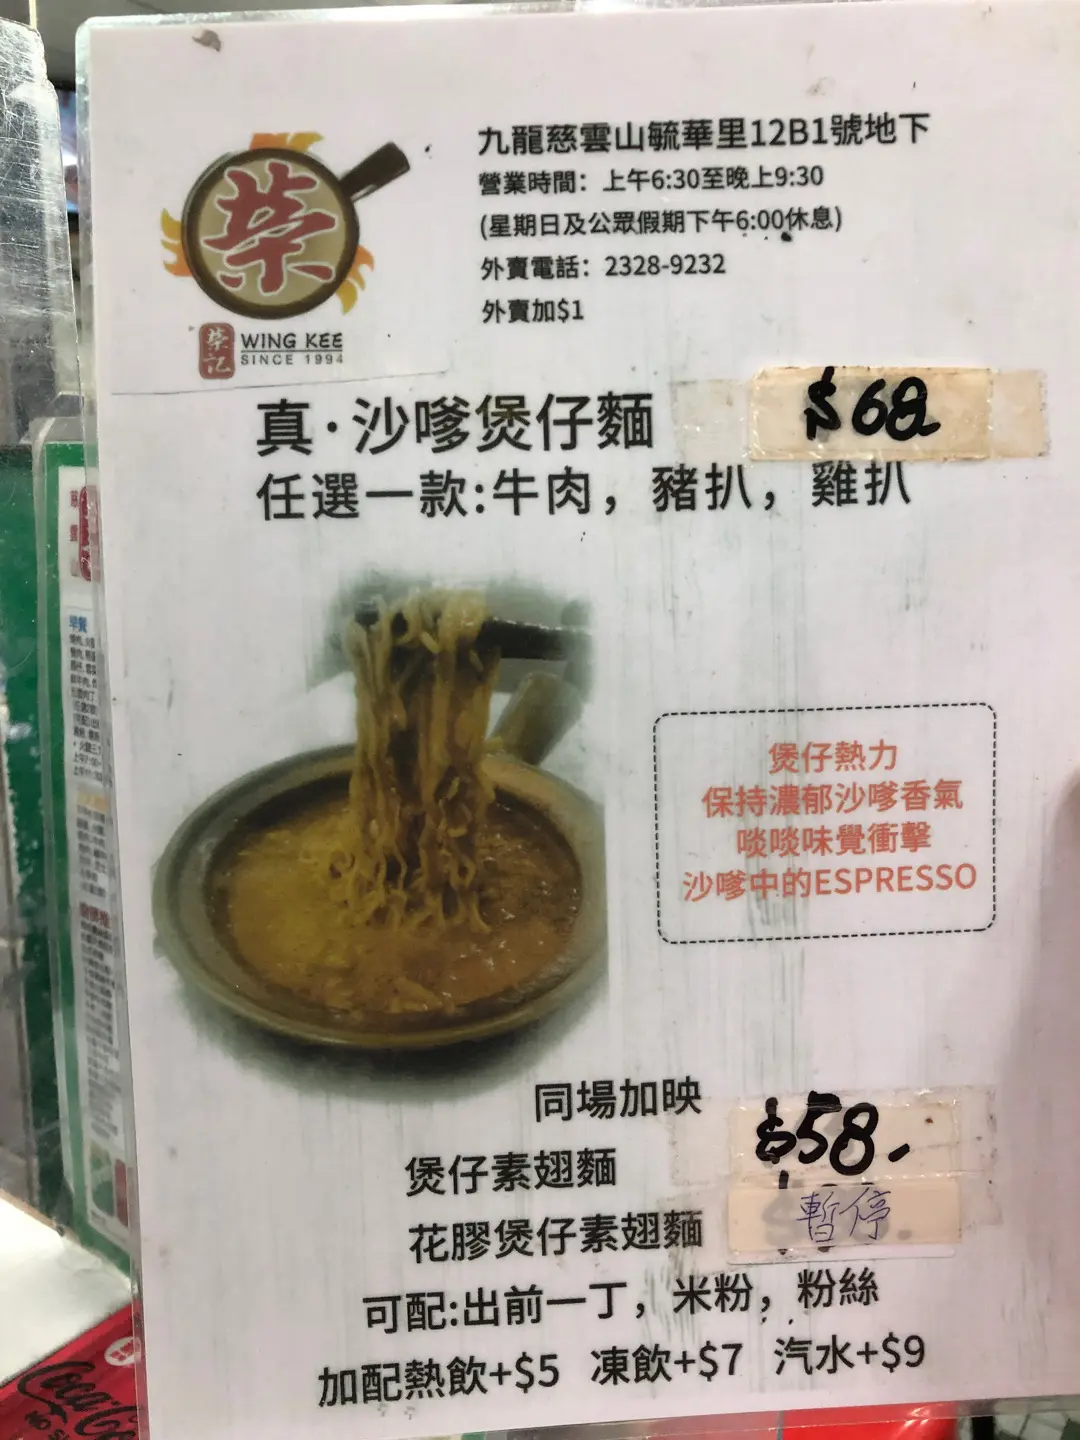 榮
榮記
WING KEE
SINCE 1994
九龍慈雲山毓華里12B1號地下
營業時間：上午6:30至晚上9:30
(星期日及公眾假期下午6:00休息)
外賣電話：2328-9232
外賣加$1
真·沙嗲煲仔麵 $68
任選一款:牛肉，豬扒，雞扒
煲仔熱力
保持濃郁沙嗲香氣
啖啖味覺衝擊
沙嗲中的ESPRESSO
同場加映
煲仔素翅麵 $58.-
花膠煲仔素翅麵 暫停
可配:出前一丁，米粉，粉絲
加配熱飲+$5 凍飲+$7 汽水+$9
早餐